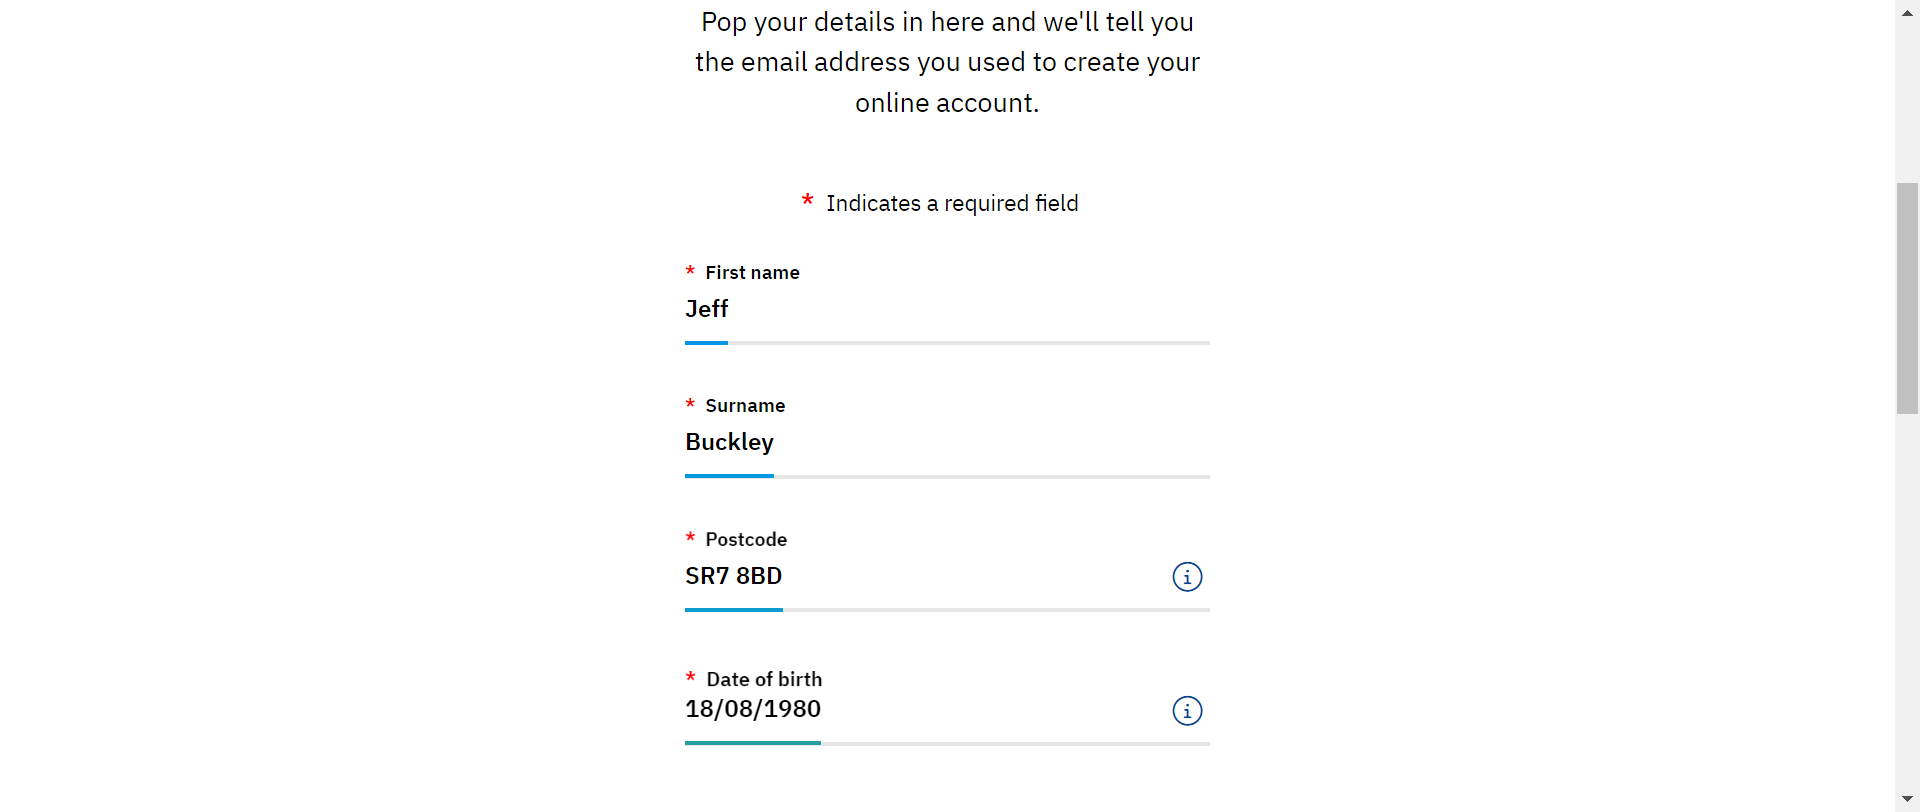 Pop your details in here and we'll tell you
the email address you used to create your
online account.
* Indicates a required field
* First name
Jeff
* Surname
Buckley
* Postcode
SR7 8BD
* Date of birth
18/08/1980